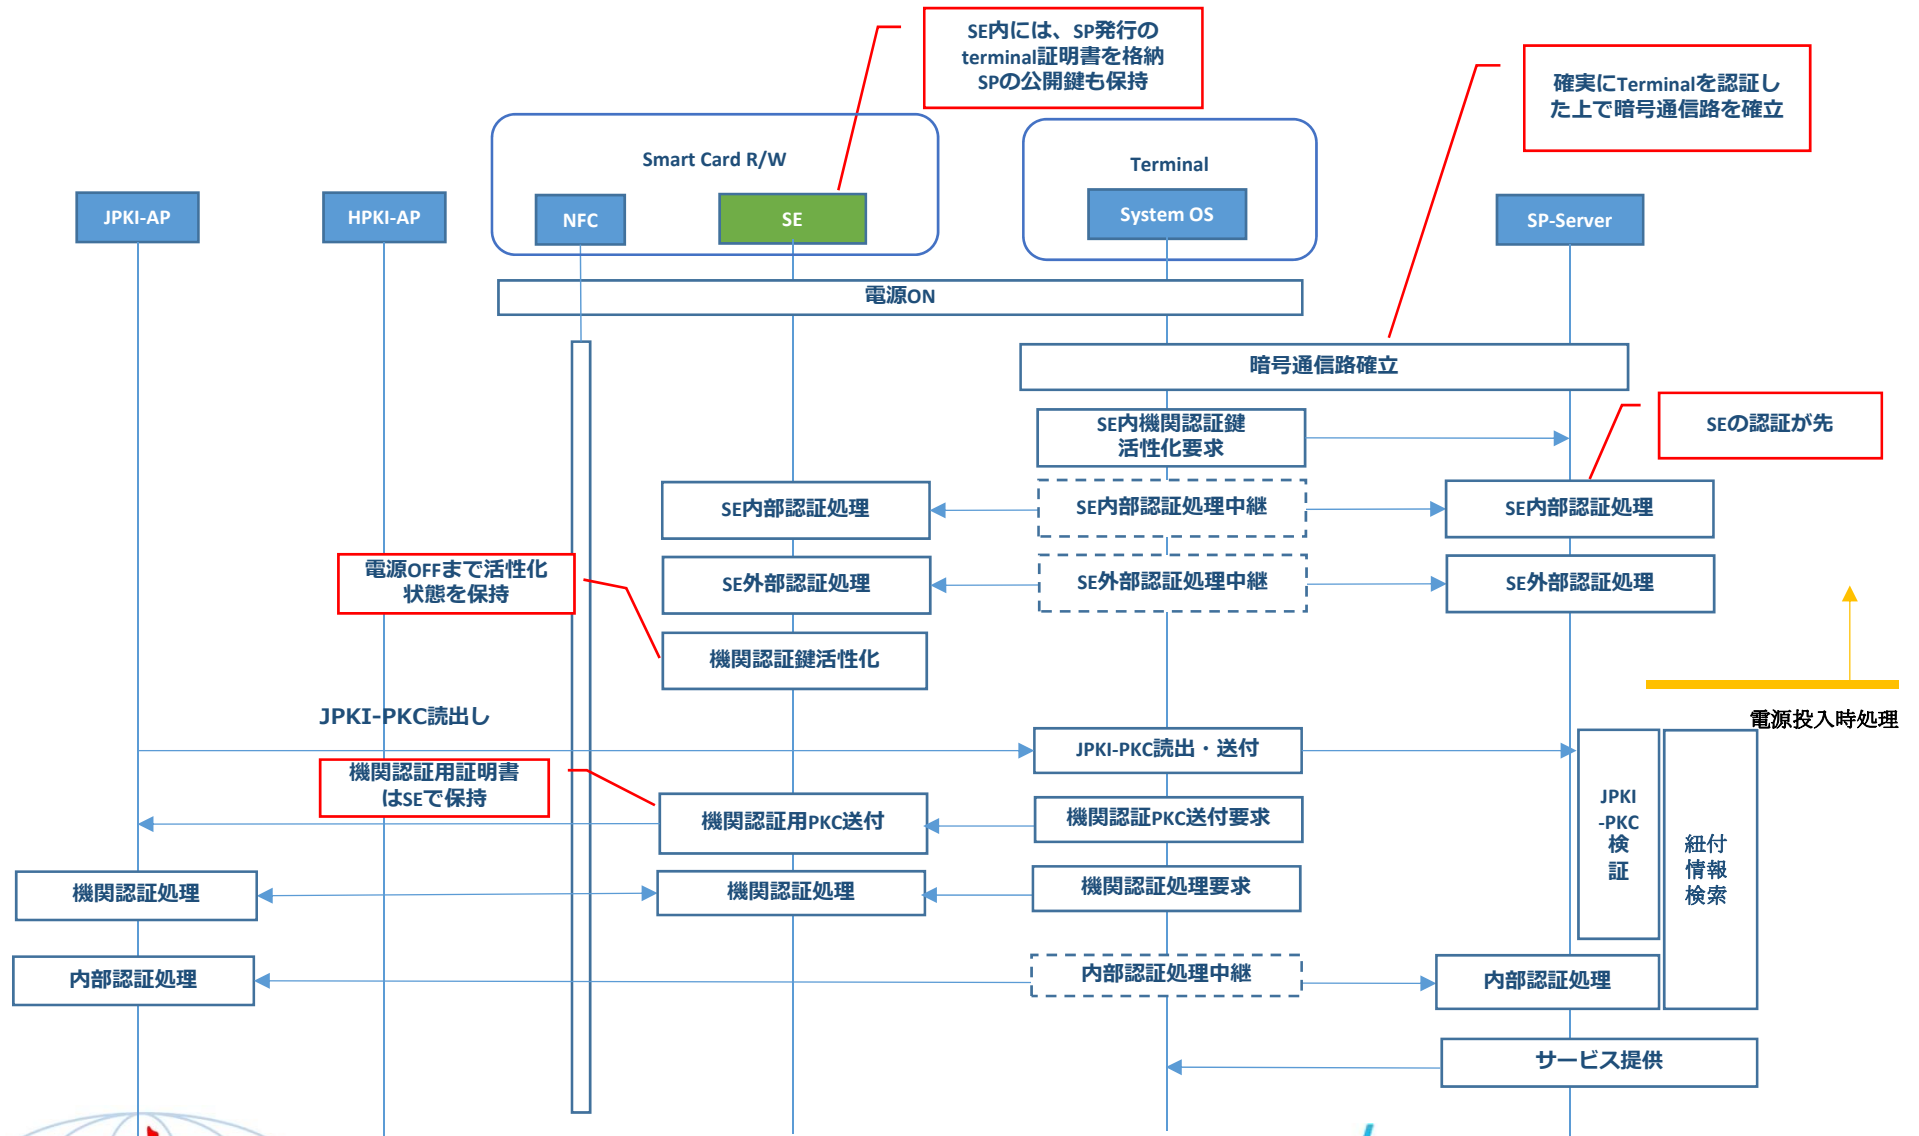 SE内には、SP発行の
terminal証明書を格納
SPの公開鍵も保持
確実にTerminalを認証し
た上で暗号通信路を確立
Smart Card R/W
Terminal
JPKI-AP
HPKI-AP
NFC
SE
System OS
SP-Server
電源ON
暗号通信路確立
SE内機関認証鍵
活性化要求
SEの認証が先
SE内部認証処理
SE内部認証処理中継
SE内部認証処理
電源OFFまで活性化
状態を保持
SE外部認証処理
SE外部認証処理中継
SE外部認証処理
機関認証鍵活性化
JPKI-PKC読出し
電源投入時処理
JPKI-PKC読出・送付
機関認証用証明書
はSEで保持
機関認証用PKC送付
機関認証PKC送付要求
JPKI
-PKC
検
証
紐付
情報
検索
機関認証処理
機関認証処理
機関認証処理要求
内部認証処理
内部認証処理中継
内部認証処理
サービス提供